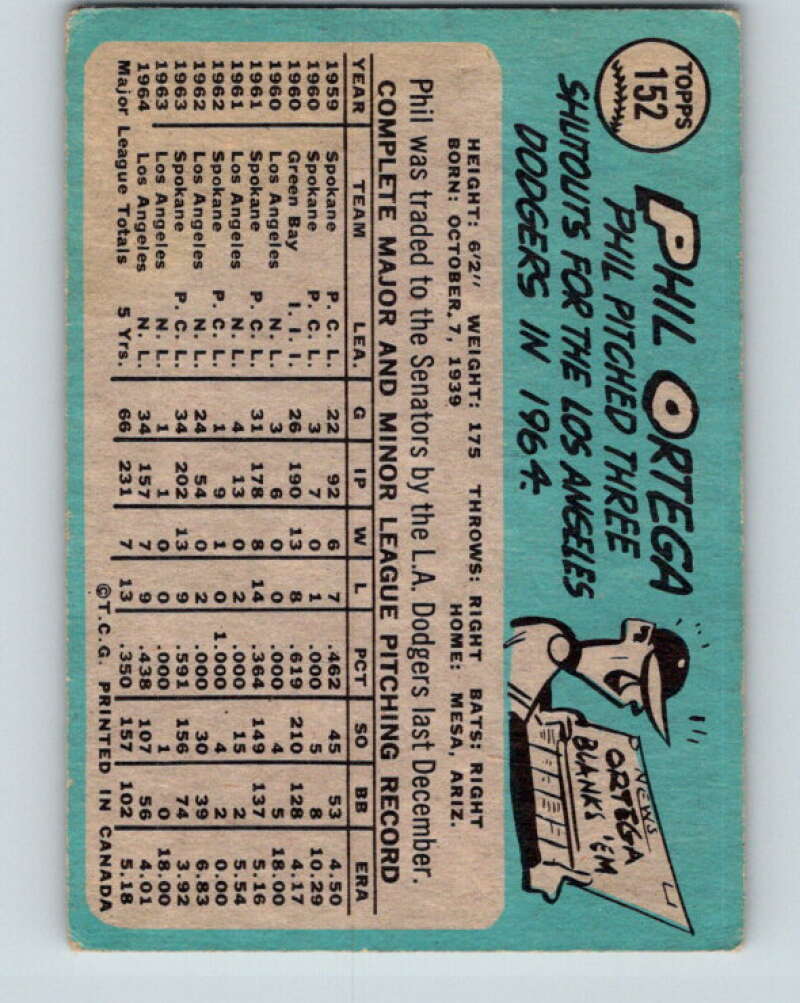 TOPPS
152
PHIL ORTEGA
PHIL PITCHED THREE
SHUTOUTS FOR THE LOS ANGELES
DODGERS IN 1964.
NEWS
ORTEGA
BLANKS 'EM
HEIGHT: 6'2" WEIGHT: 175 THROWS: RIGHT BATS: RIGHT
BORN: OCTOBER, 7, 1939 HOME: MESA, ARIZ.
Phil was traded to the Senators by the L.A. Dodgers last December.
COMPLETE MAJOR AND MINOR LEAGUE PITCHING RECORD
YEAR TEAM LEA. G IP W L PCT SO BB ERA
1959 Spokane P. C. L. 22 92 6 7 .462 45 53 4.50
1960 Spokane P. C. L. 3 7 0 1 .000 5 8 10.29
1960 Green Bay I. I. I. 26 190 13 8 .619 210 128 4.17
1960 Los Angeles N. L. 3 6 0 0 .000 4 5 18.00
1961 Spokane P. C. L. 31 178 8 14 .364 149 137 5.16
1961 Los Angeles N. L. 4 13 0 2 .000 15 2 5.54
1962 Spokane P. C. L. 1 9 1 0 1.000 4 2 0.00
1962 Los Angeles N. L. 24 54 0 2 .000 30 39 6.83
1963 Spokane P. C. L. 34 202 13 9 .591 156 74 3.92
1963 Los Angeles N. L. 1 1 0 0 .000 1 0 18.00
1964 Los Angeles N. L. 34 157 7 9 .438 107 56 4.01
Major League Totals 5 Yrs. 66 231 7 13 .350 157 102 5.18
©T.C.G. PRINTED IN CANADA